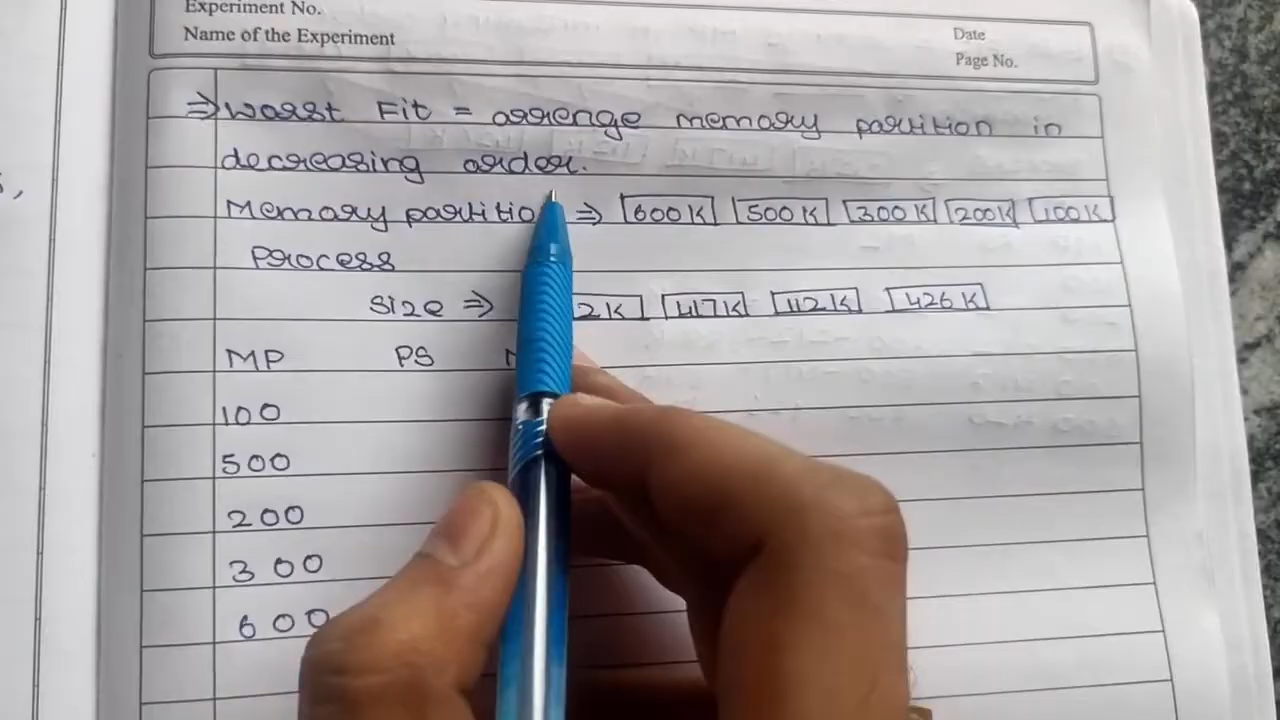 Experiment No.
Name of the Experiment
Date
Page No.
⇒ Worst Fit = arrenge memory partition in
decreasing order.
Memory partitio ⇒ 600K 500K 300K 200K 100K
Process
Size ⇒ 2K 417K 112K 426K
MP PS
100
500
200
300
600